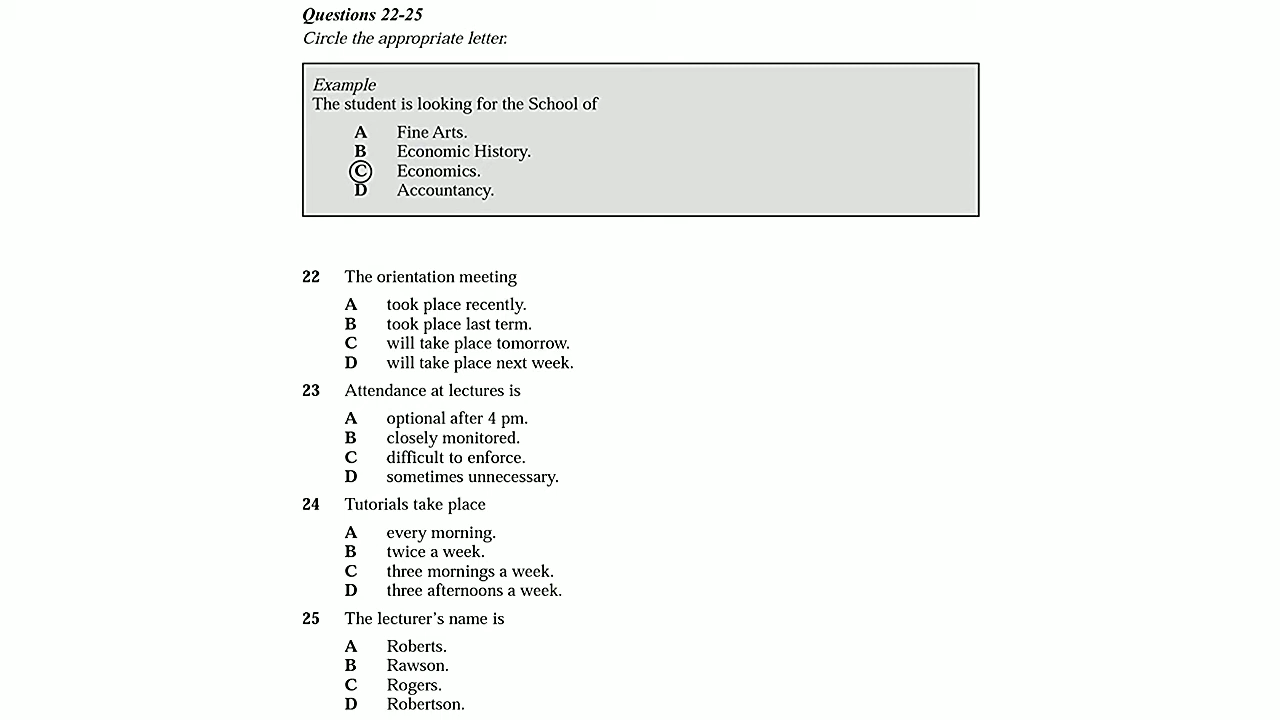 Questions 22-25
Circle the appropriate letter.
Example
The student is looking for the School of
A Fine Arts.
B Economic History.
C Economics.
D Accountancy.
22 The orientation meeting
A took place recently.
B took place last term.
C will take place tomorrow.
D will take place next week.
23 Attendance at lectures is
A optional after 4 pm.
B closely monitored.
C difficult to enforce.
D sometimes unnecessary.
24 Tutorials take place
A every morning.
B twice a week.
C three mornings a week.
D three afternoons a week.
25 The lecturer’s name is
A Roberts.
B Rawson.
C Rogers.
D Robertson.